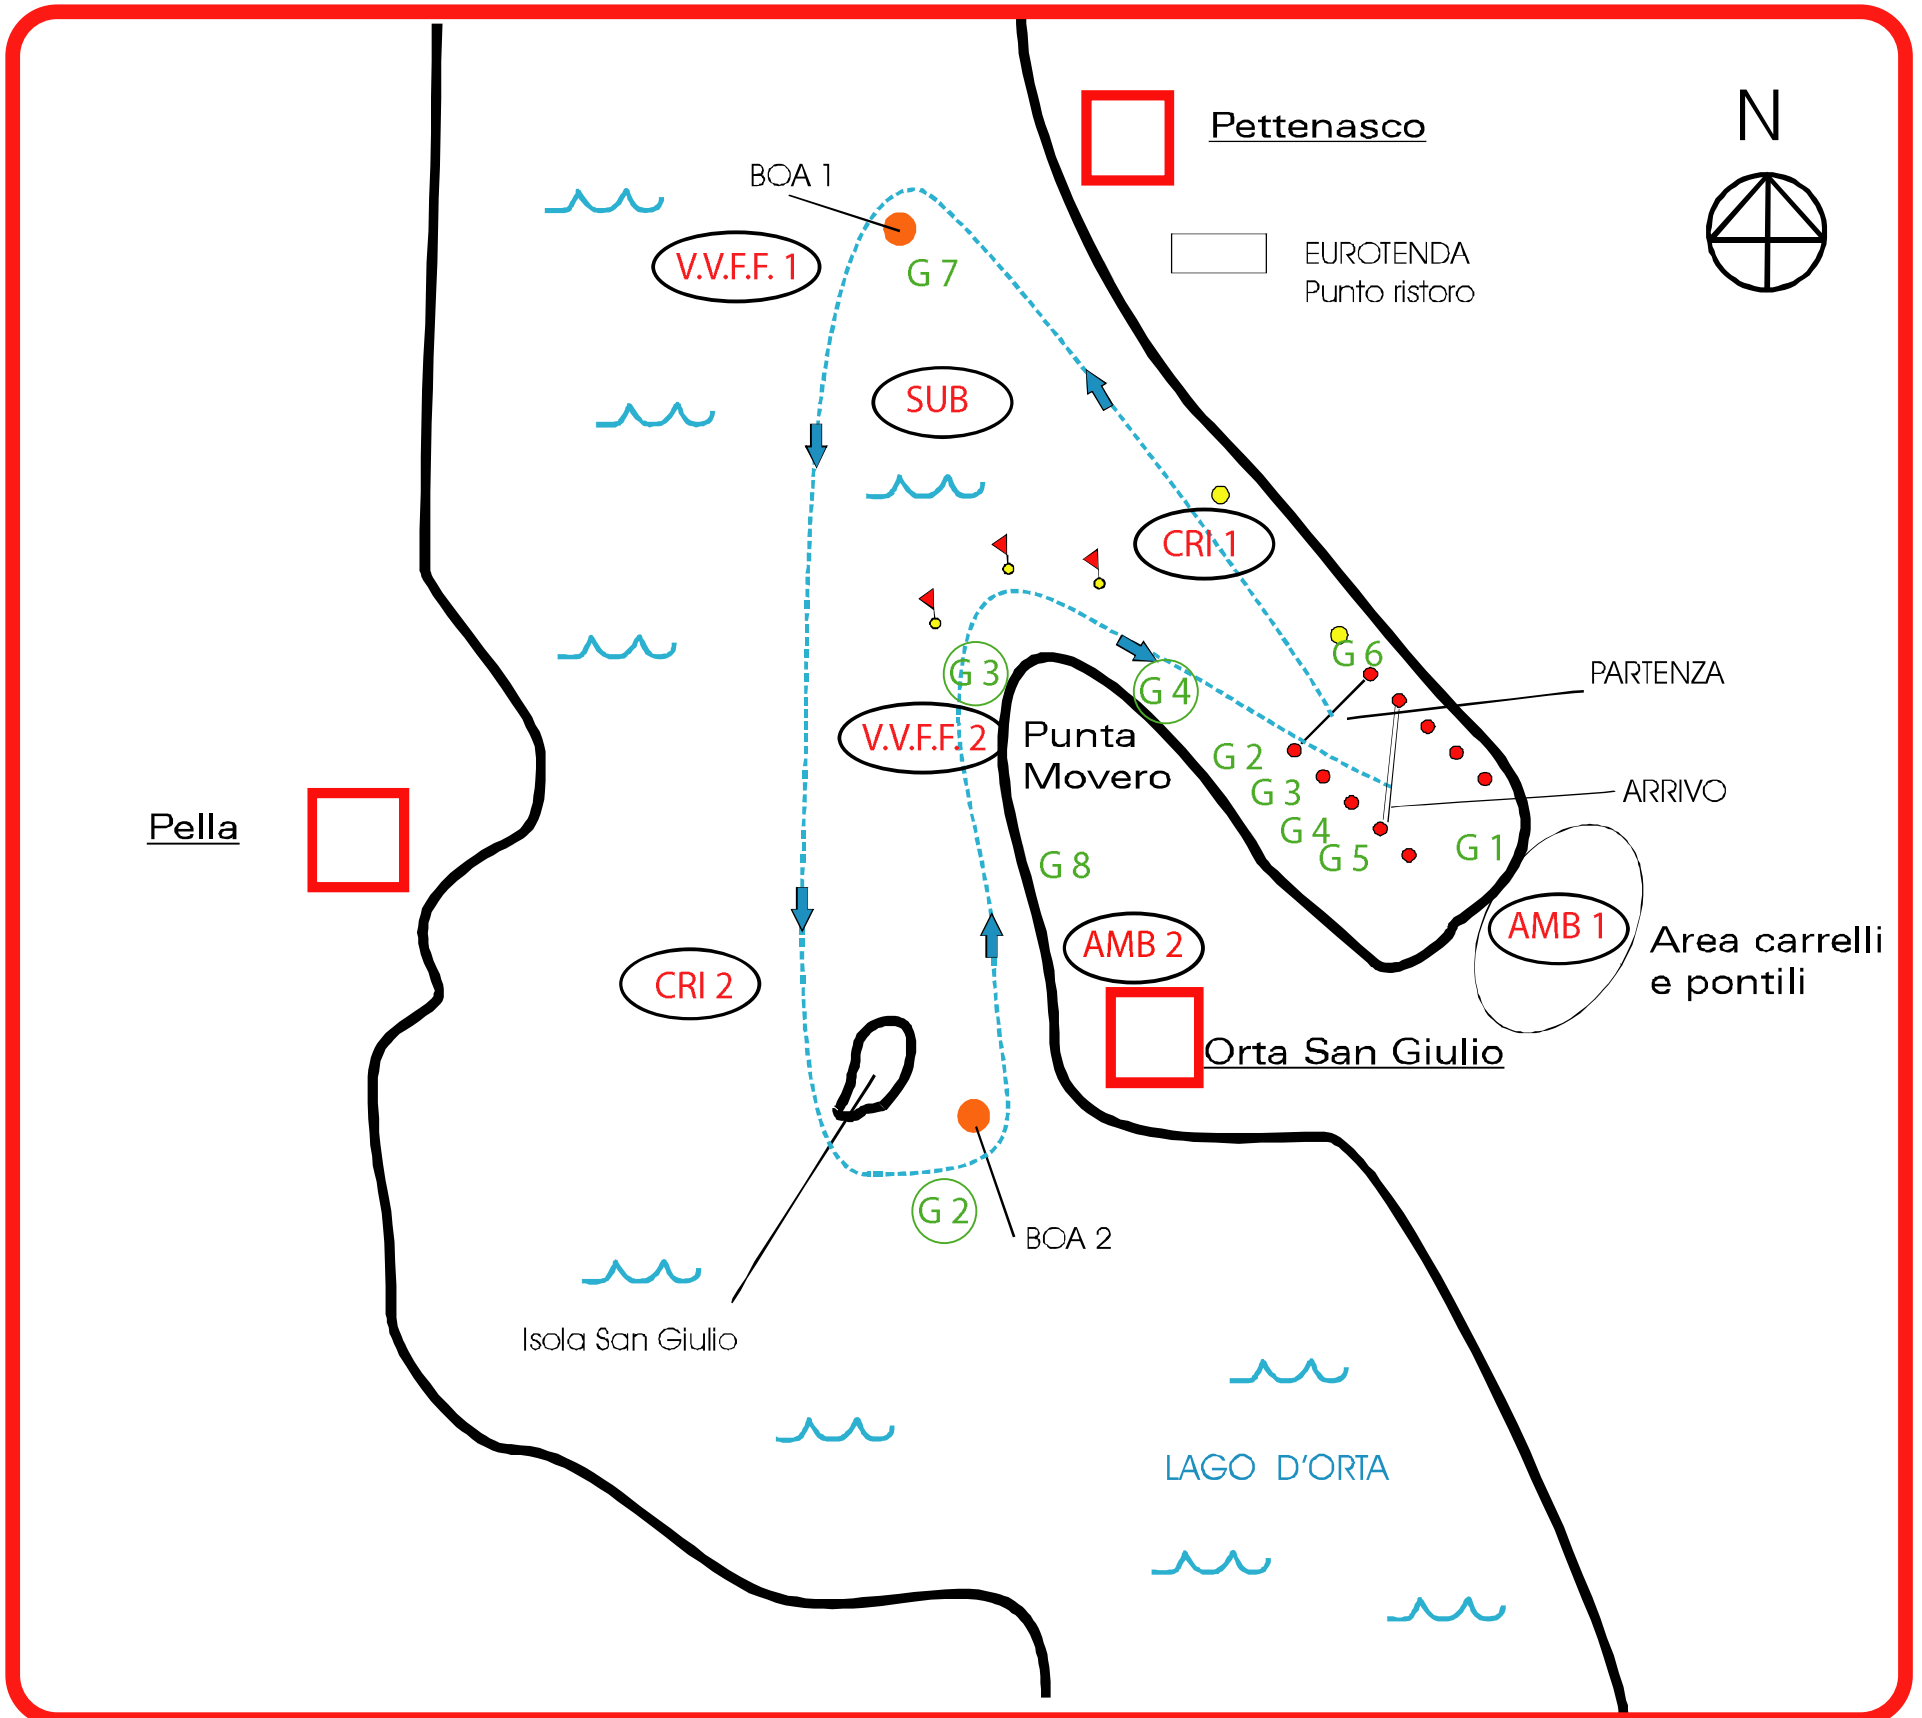 N
Pettenasco
BOA 1
EUROTENDA
Punto ristoro
V.V.F.F. 1
G 7
SUB
CRI 1
G 6
PARTENZA
G 3
G 4
V.V.F.F. 2
Punta
Movero
G 2
G 3
G 4
G 5
G 1
ARRIVO
Pella
G 8
AMB 2
AMB 1
Area carrelli
e pontili
CRI 2
Orta San Giulio
G 2
BOA 2
Isola San Giulio
LAGO D'ORTA